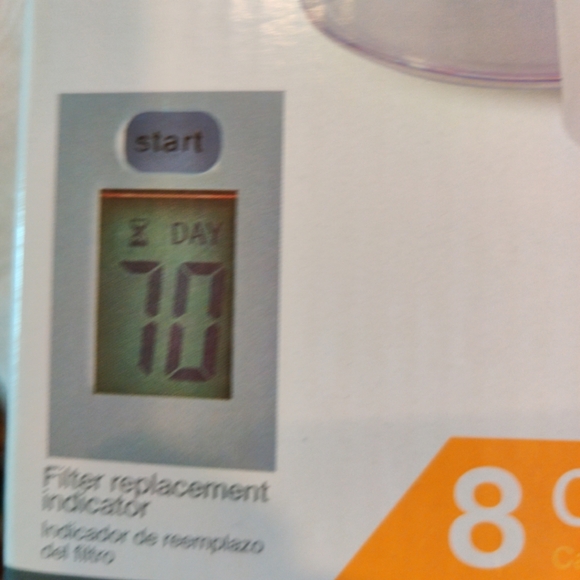 start
DAY
70
Filter replacement
indicator
Indicador de reemplazo
del filtro
8